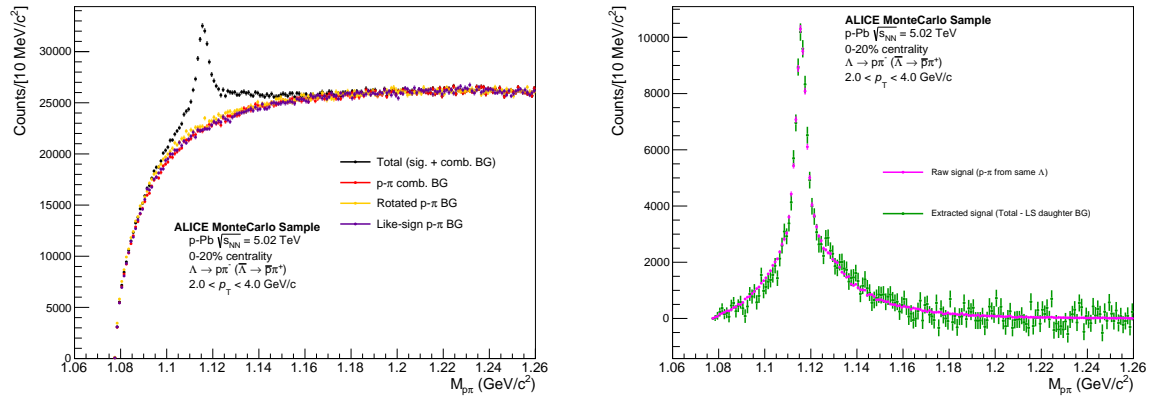 Counts/[10 MeV/c²]
30000
25000
20000
15000
10000
5000
0
Total (sig. + comb. BG)
p-π comb. BG
Rotated p-π BG
Like-sign p-π BG
ALICE MonteCarlo Sample
p-Pb √s_NN = 5.02 TeV
0-20% centrality
Λ → pπ⁻ (Λ̅ → p̅π⁺)
2.0 < p_T < 4.0 GeV/c
1.06 1.08 1.1 1.12 1.14 1.16 1.18 1.2 1.22 1.24 1.26
M_pπ (GeV/c²)
Counts/[10 MeV/c²]
10000
8000
6000
4000
2000
0
ALICE MonteCarlo Sample
p-Pb √s_NN = 5.02 TeV
0-20% centrality
Λ → pπ⁻ (Λ̅ → p̅π⁺)
2.0 < p_T < 4.0 GeV/c
Raw signal (p-π from same Λ)
Extracted signal (Total - LS daughter BG)
1.06 1.08 1.1 1.12 1.14 1.16 1.18 1.2 1.22 1.24 1.26
M_pπ (GeV/c²)